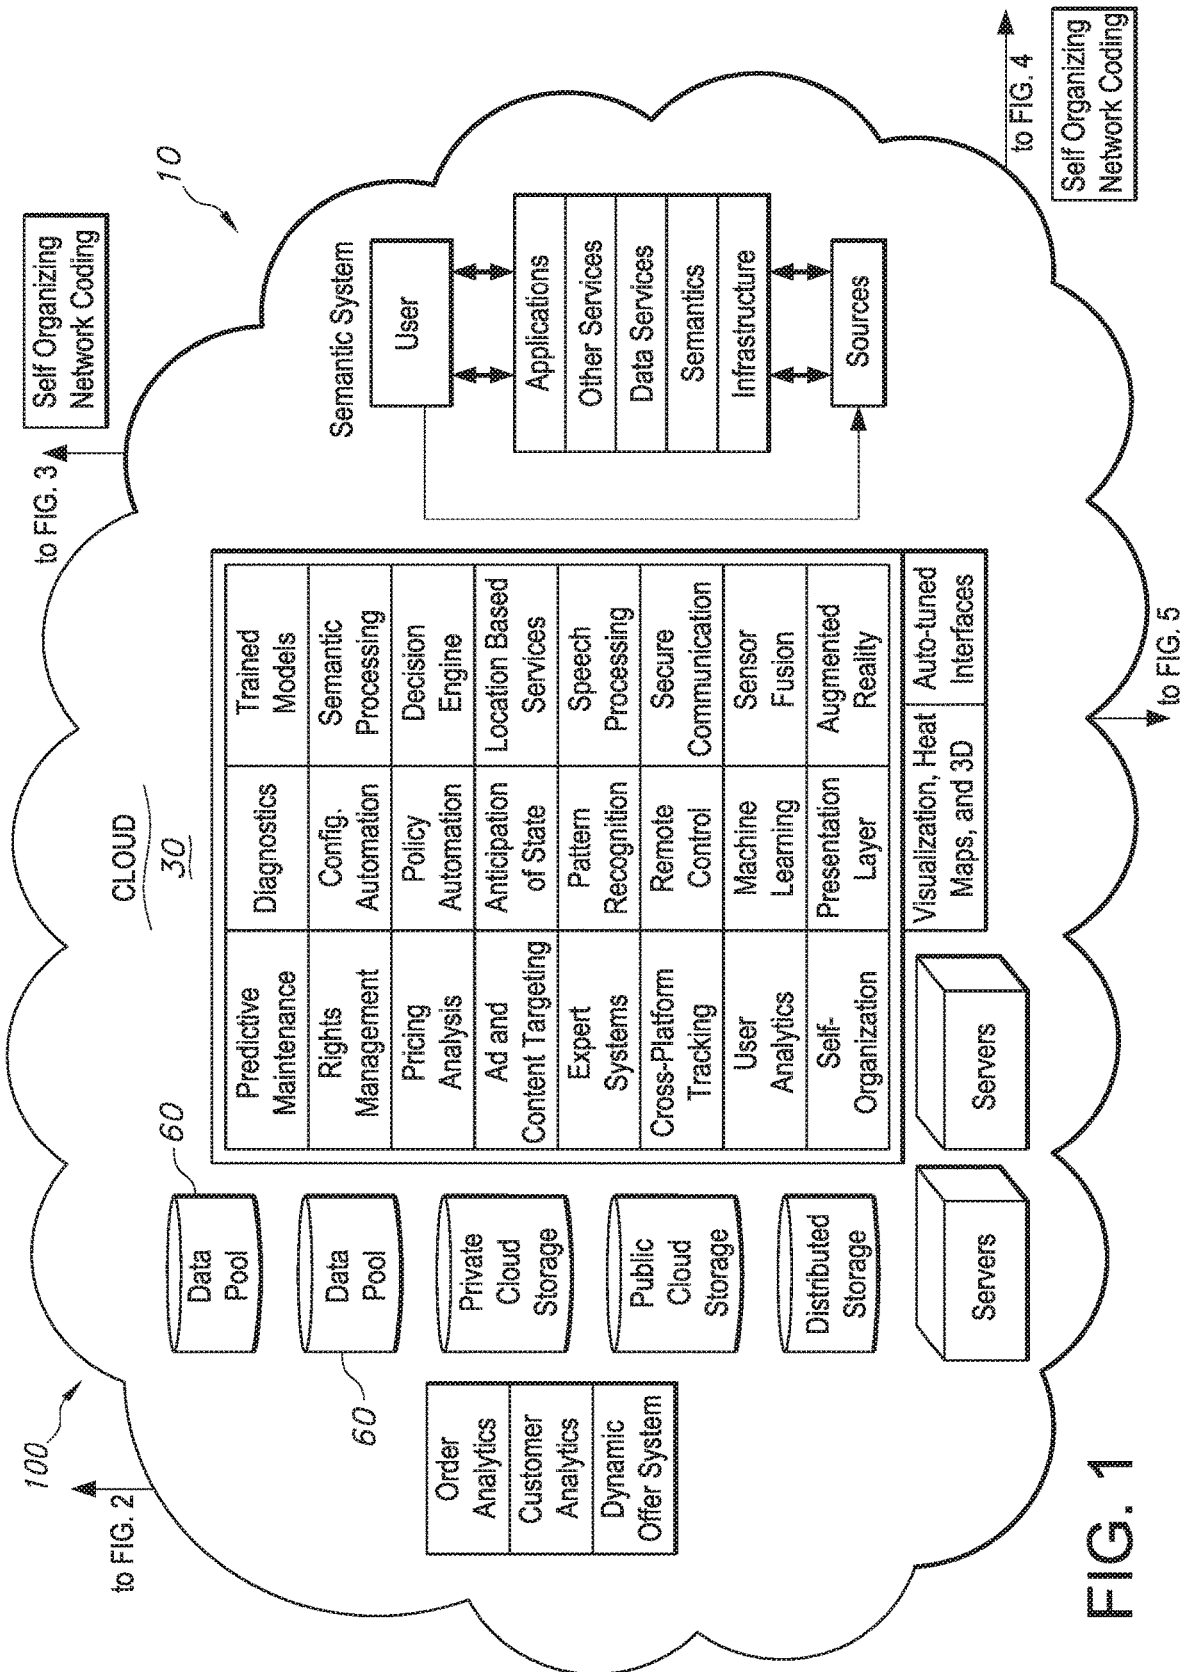 to FIG. 2
100
to FIG. 3
Self Organizing
Network Coding
10
CLOUD
30
60
Data
Pool
Data
Pool
60
Private
Cloud
Storage
Public
Cloud
Storage
Distributed
Storage
Order
Analytics
Customer
Analytics
Dynamic
Offer System
Predictive
Maintenance
Diagnostics
Trained
Models
Rights
Management
Config.
Automation
Semantic
Processing
Pricing
Analysis
Policy
Automation
Decision
Engine
Ad and
Content Targeting
Anticipation
of State
Location Based
Services
Expert
Systems
Pattern
Recognition
Speech
Processing
Cross-Platform
Tracking
Remote
Control
Secure
Communication
User
Analytics
Machine
Learning
Sensor
Fusion
Self-
Organization
Presentation
Layer
Augmented
Reality
Visualization, Heat
Maps, and 3D
Auto-tuned
Interfaces
Servers
Servers
Semantic System
User
Applications
Other Services
Data Services
Semantics
Infrastructure
Sources
to FIG. 4
Self Organizing
Network Coding
to FIG. 5
FIG. 1